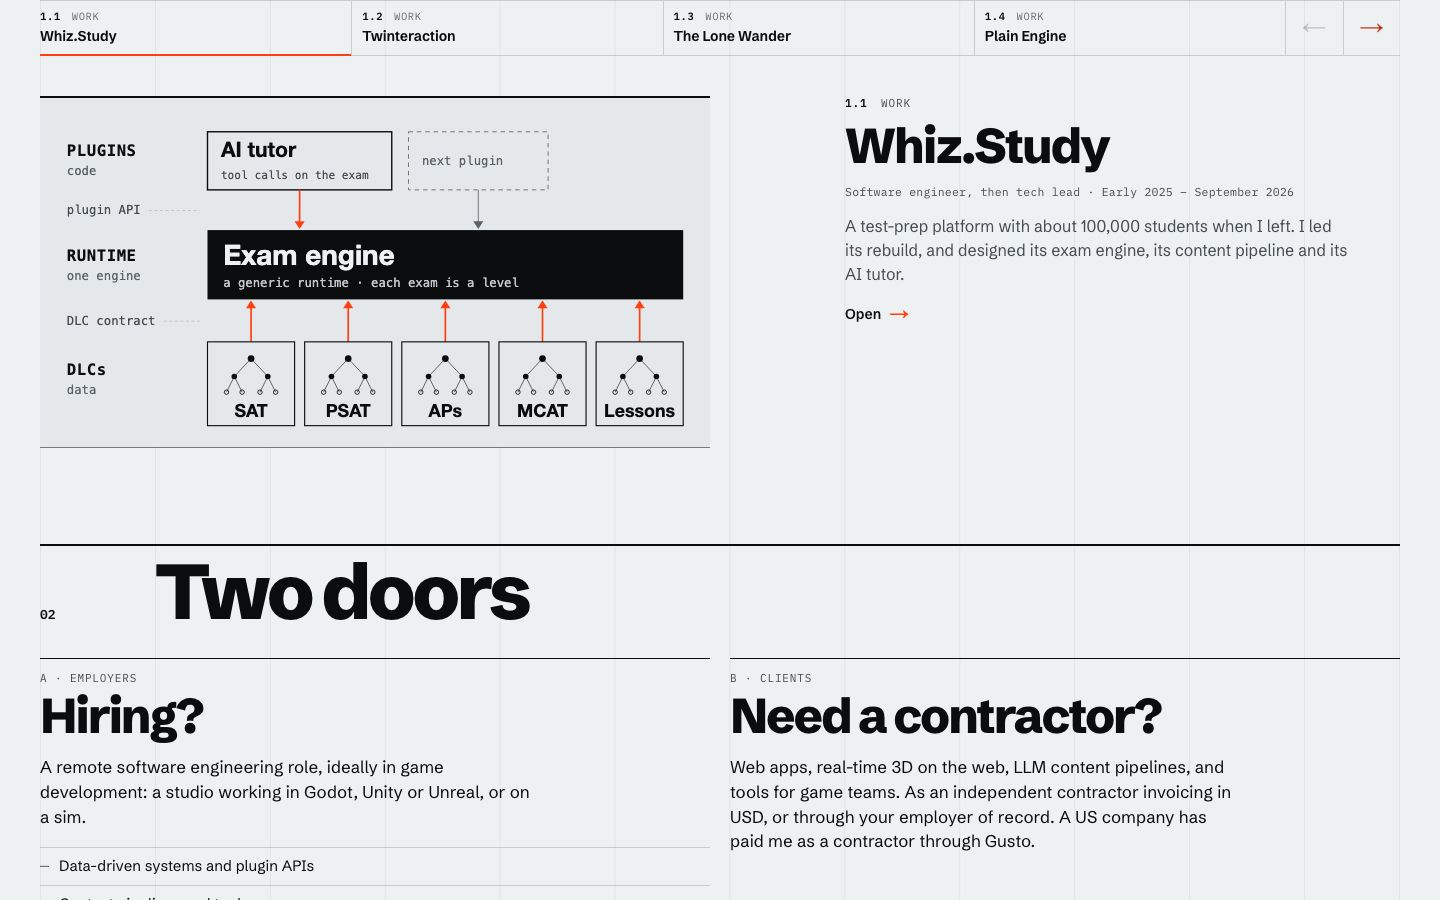 1.1 WORK
Whiz.Study
1.2 WORK
Twinteraction
1.3 WORK
The Lone Wander
1.4 WORK
Plain Engine
← →
PLUGINS
code
AI tutor
tool calls on the exam
next plugin
plugin API
RUNTIME
one engine
Exam engine
a generic runtime · each exam is a level
DLC contract
DLCs
data
SAT
PSAT
APs
MCAT
Lessons
1.1 WORK
Whiz.Study
Software engineer, then tech lead · Early 2025 – September 2026
A test-prep platform with about 100,000 students when I left. I led
its rebuild, and designed its exam engine, its content pipeline and its
AI tutor.
Open →
02
Two doors
A · EMPLOYERS
Hiring?
A remote software engineering role, ideally in game
development: a studio working in Godot, Unity or Unreal, or on
a sim.
— Data-driven systems and plugin APIs
B · CLIENTS
Need a contractor?
Web apps, real-time 3D on the web, LLM content pipelines, and
tools for game teams. As an independent contractor invoicing in
USD, or through your employer of record. A US company has
paid me as a contractor through Gusto.